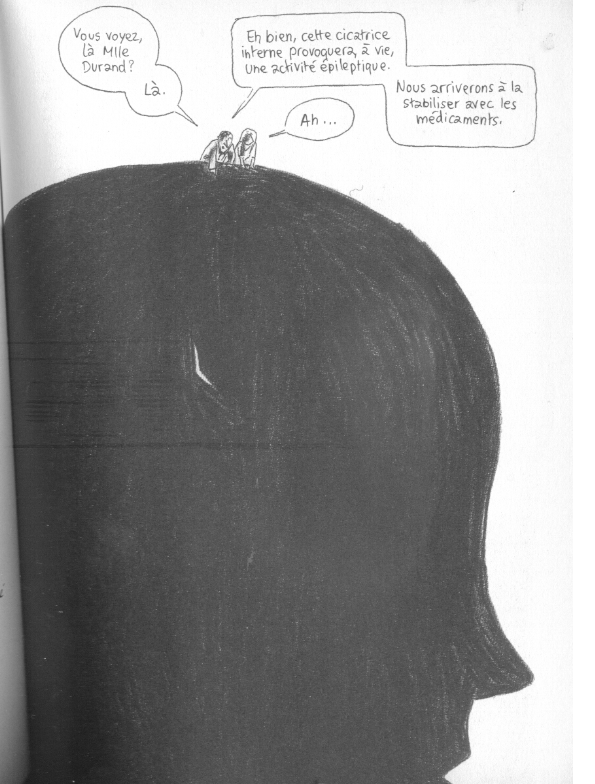 Vous voyez,
là Mlle
Durand?
Là.
Eh bien, cette cicatrice
interne provoquera, à vie,
une activité épileptique.
Nous arriverons à la
stabiliser avec les
médicaments.
Ah...